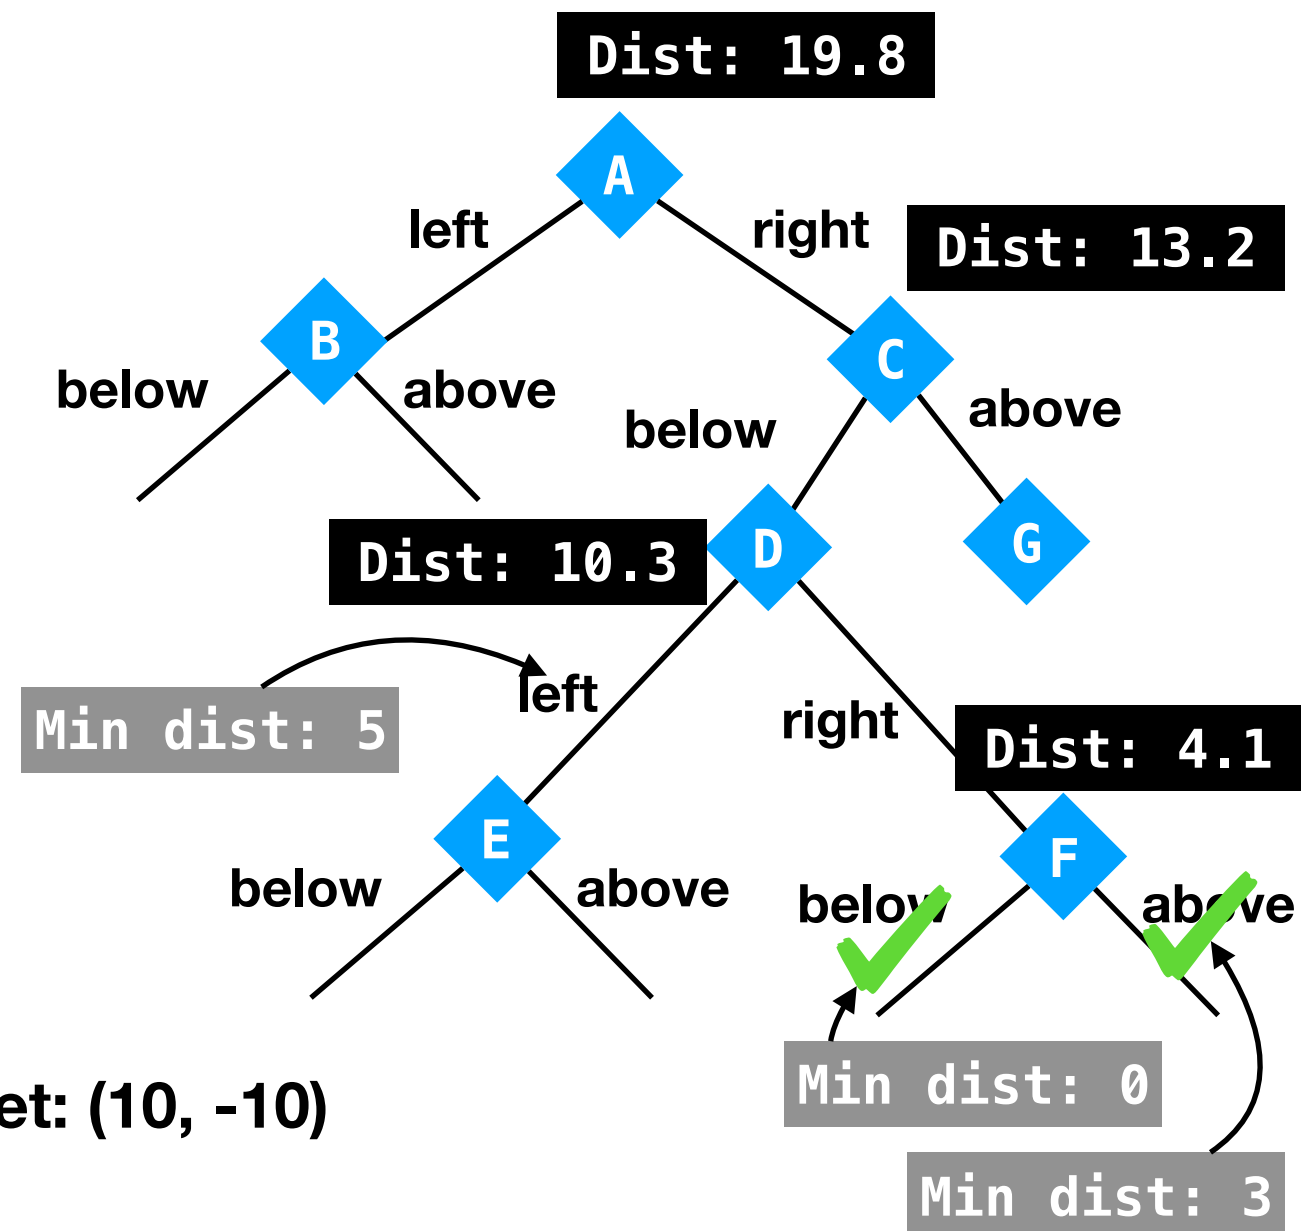 Dist: 19.8
A
left
right
Dist: 13.2
B
C
below
above
below
above
Dist: 10.3
D
G
left
Min dist: 5
right
Dist: 4.1
E
F
below
above
below
above
Min dist: 0
et: (10, -10)
Min dist: 3